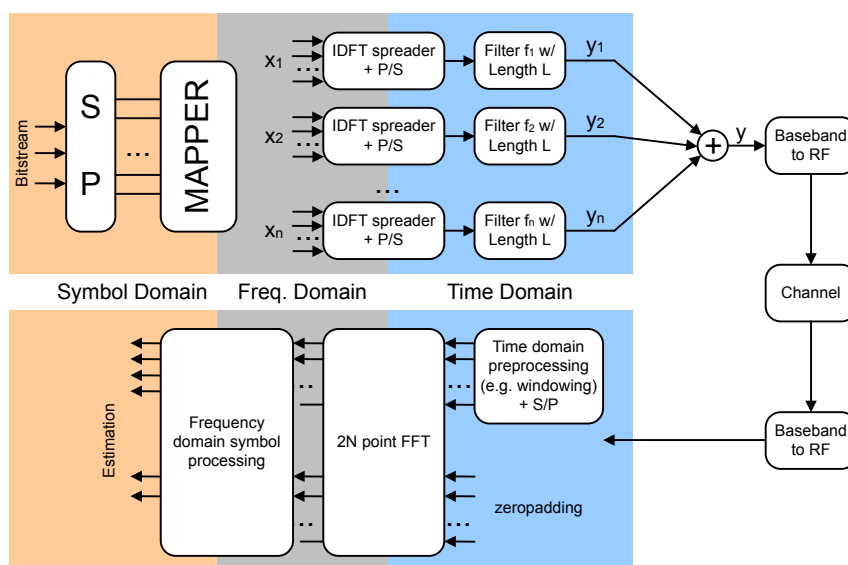 Bitstream
S
P
...
MAPPER
x1
...
IDFT spreader
+ P/S
Filter f1 w/
Length L
y1
x2
...
IDFT spreader
+ P/S
Filter f2 w/
Length L
y2
...
xn
...
IDFT spreader
+ P/S
Filter fn w/
Length L
yn
+
y
Baseband
to RF
Channel
Baseband
to RF
Symbol Domain
Freq. Domain
Time Domain
Estimation
Frequency
domain symbol
processing
...
...
2N point FFT
...
...
Time domain
preprocessing
(e.g. windowing)
+ S/P
zeropadding